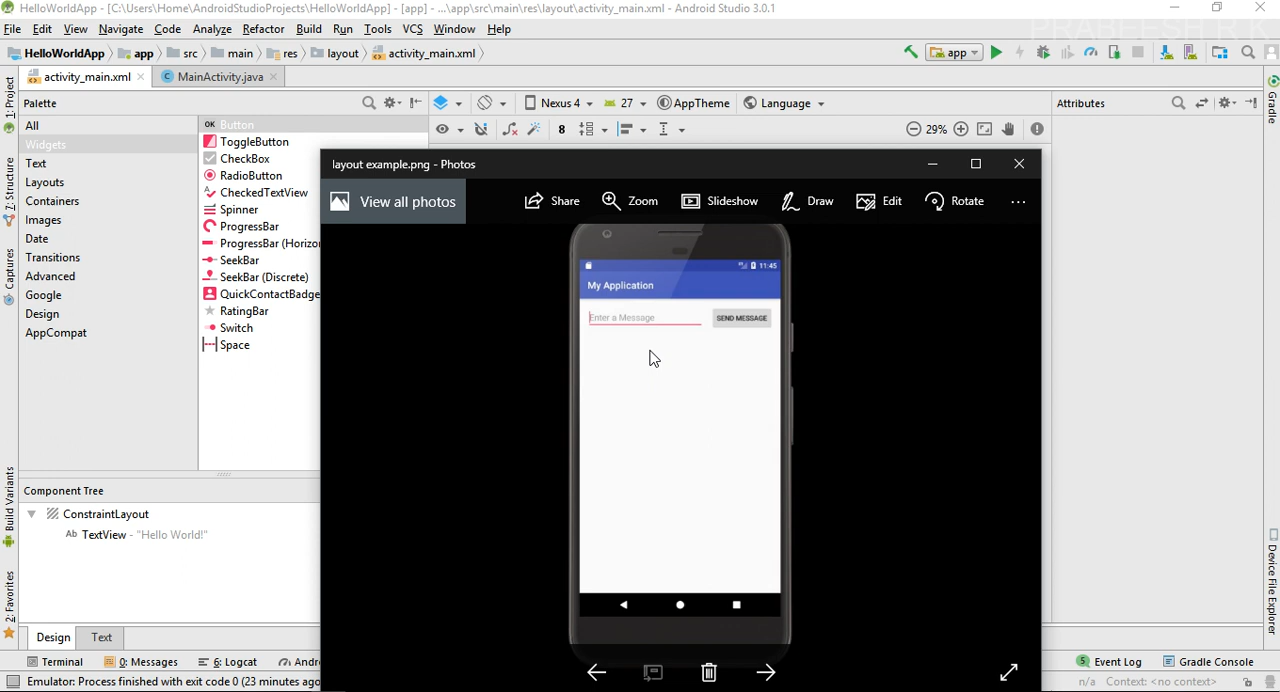 HelloWorldApp - [C:\Users\Home\AndroidStudioProjects\HelloWorldApp] - [app] - ...\app\src\main\res\layout\activity_main.xml - Android Studio 3.0.1
PRABEESH R K
File Edit View Navigate Code Analyze Refactor Build Run Tools VCS Window Help
HelloWorldApp app src main res layout activity_main.xml app
activity_main.xml MainActivity.java
1: Project
Z: Structure
Captures
Build Variants
2: Favorites
Palette
All
Widgets
Text
Layouts
Containers
Images
Date
Transitions
Advanced
Google
Design
AppCompat
OK Button
ToggleButton
CheckBox
RadioButton
CheckedTextView
Spinner
ProgressBar
ProgressBar (Horizo
SeekBar
SeekBar (Discrete)
QuickContactBadge
RatingBar
Switch
Space
Nexus 4 27 AppTheme Language
8 29%
Attributes
Gradle
Device File Explorer
layout example.png - Photos
View all photos Share Zoom Slideshow Draw Edit Rotate
11:45
My Application
Enter a Message SEND MESSAGE
Component Tree
ConstraintLayout
Ab TextView - "Hello World!"
Design Text
Terminal 0: Messages 6: Logcat Andro
5 Event Log Gradle Console
Emulator: Process finished with exit code 0 (23 minutes ago
n/a Context: <no context>